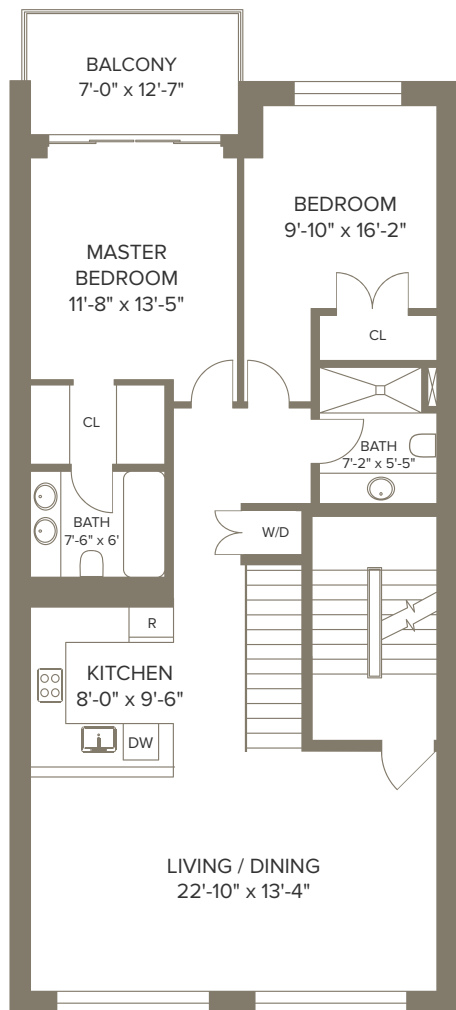 BALCONY
7'-0" x 12'-7"
BEDROOM
9'-10" x 16'-2"
MASTER
BEDROOM
11'-8" x 13'-5"
CL
CL
BATH
7'-2" x 5'-5"
BATH
7'-6" x 6'
W/D
R
KITCHEN
8'-0" x 9'-6"
DW
LIVING / DINING
22'-10" x 13'-4"